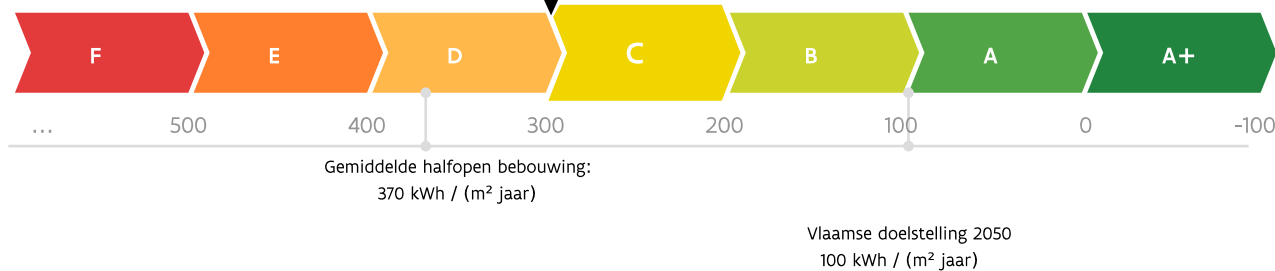 F E D C B A A+
... 500 400 300 200 100 0 -100
Gemiddelde halfopen bebouwing:
370 kWh / (m² jaar)
Vlaamse doelstelling 2050
100 kWh / (m² jaar)